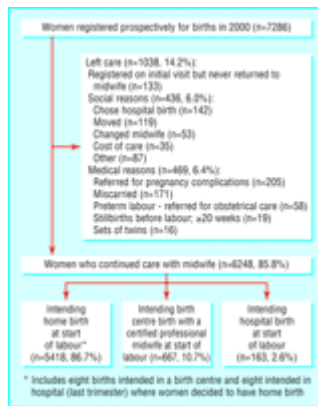 Women registered prospectively for births in 2000 (n=7286)
Left care (n=1038, 14.2%):
Registered on initial visit but never returned to
midwife (n=133)
Social reasons (n=436, 6.0%):
Chose hospital birth (n=142)
Moved (n=119)
Changed midwife (n=53)
Cost of care (n=35)
Other (n=87)
Medical reasons (n=469, 6.4%):
Referred for pregnancy complications (n=205)
Miscarried (n=171)
Preterm labour - referred for obstetrical care (n=58)
Stillbirths before labour; ≥20 weeks (n=19)
Sets of twins (n=16)
Women who continued care with midwife (n=6248, 85.8%)
Intending
home birth
at start
of labour*
(n=5418, 86.7%)
Intending birth
centre birth with a
certified professional
midwife at start of
labour (n=667, 10.7%)
Intending
hospital birth
at start
of labour
(n=163, 2.6%)
* Includes eight births intended in a birth centre and eight intended in
hospital (last trimester) where women decided to have home birth